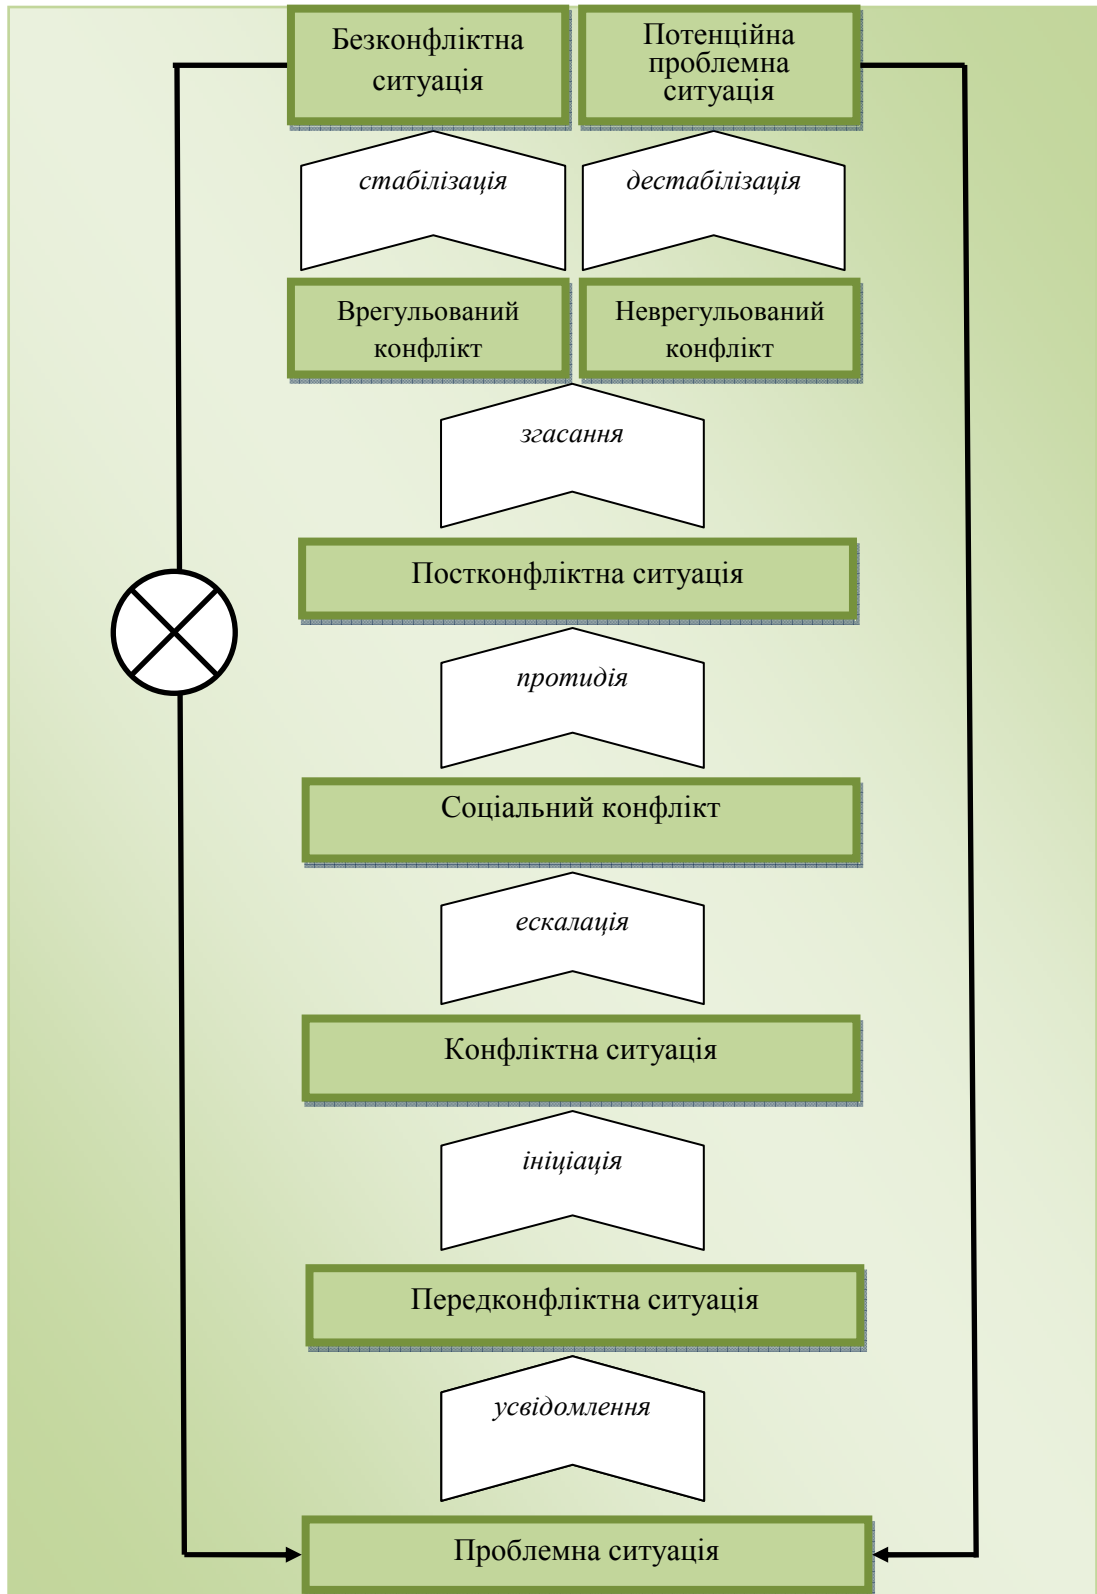 Безконфліктна
ситуація
Потенційна
проблемна
ситуація
стабілізація
дестабілізація
Врегульований
конфлікт
Неврегульований
конфлікт
згасання
Постконфліктна ситуація
протидія
Соціальний конфлікт
ескалація
Конфліктна ситуація
ініціація
Передконфліктна ситуація
усвідомлення
Проблемна ситуація